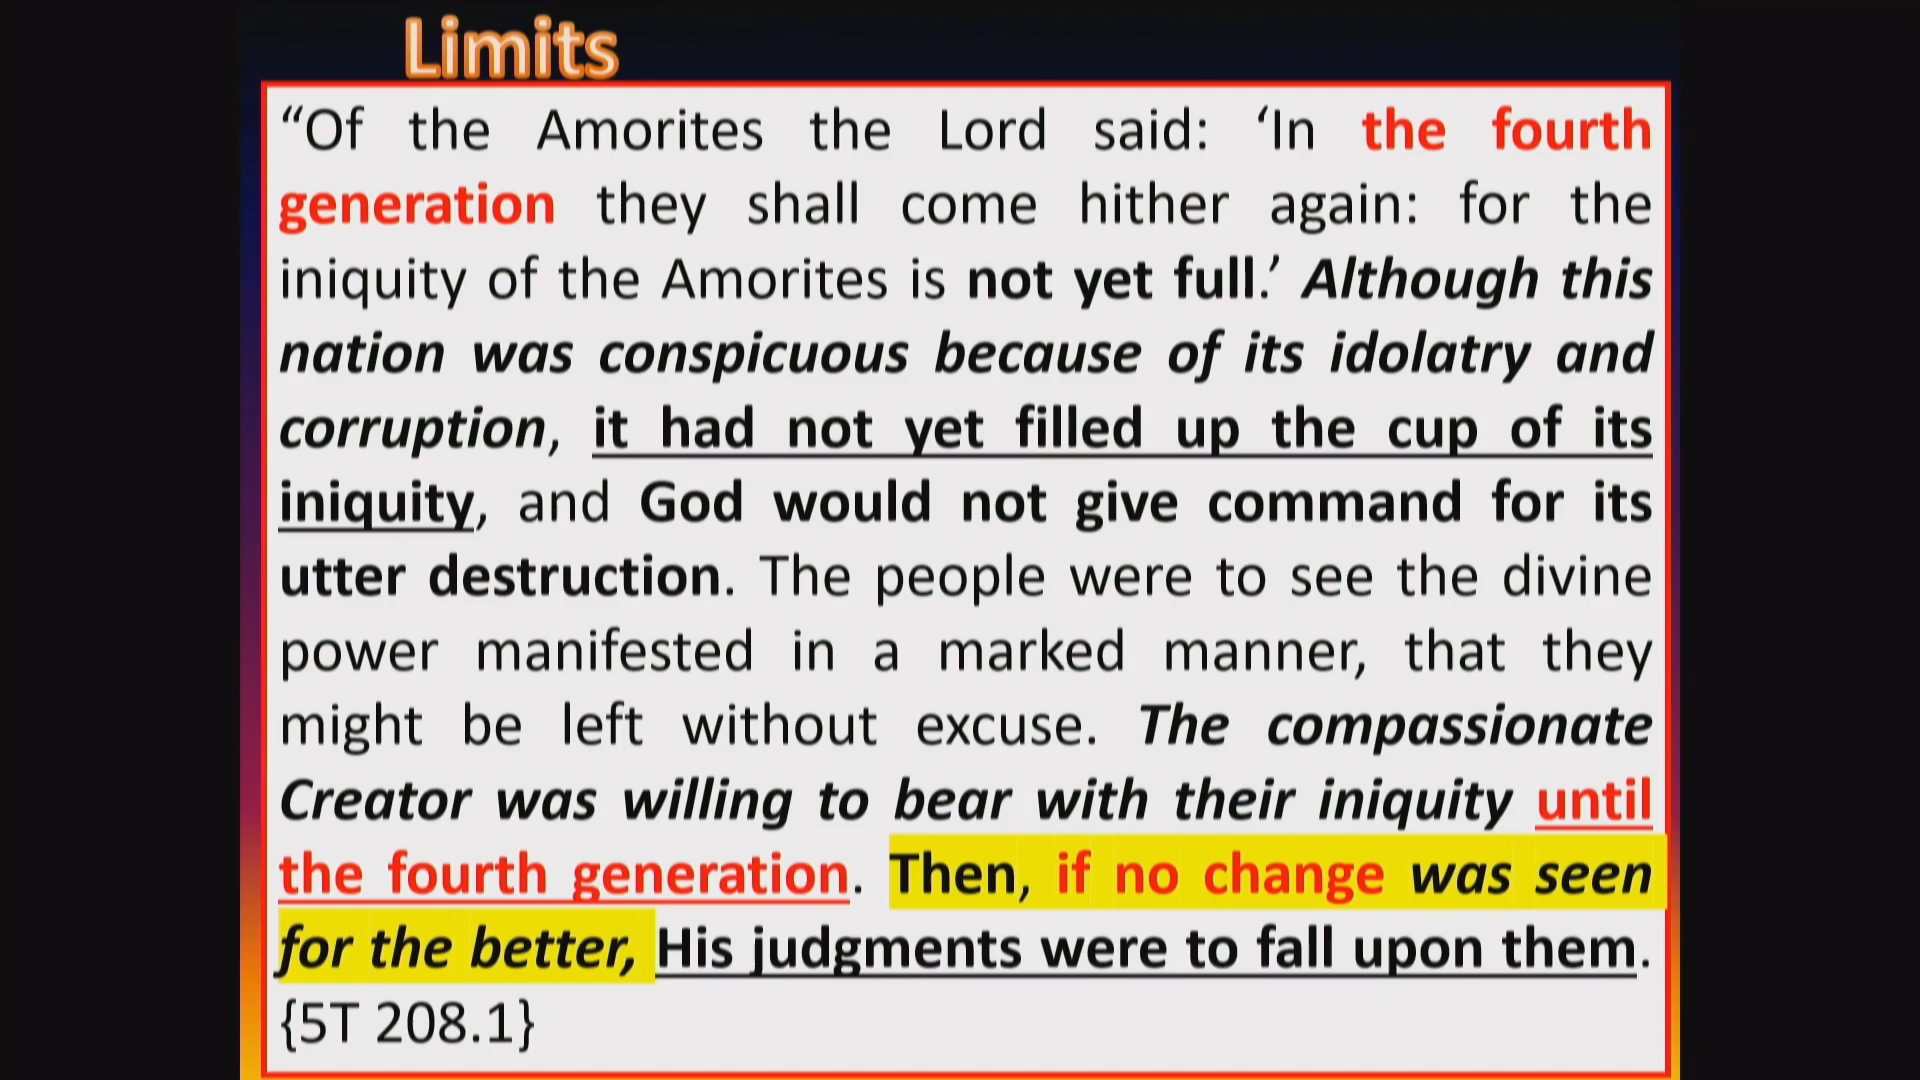 Limits
“Of the Amorites the Lord said: ‘In the fourth
generation they shall come hither again: for the
iniquity of the Amorites is not yet full.’ Although this
nation was conspicuous because of its idolatry and
corruption, it had not yet filled up the cup of its
iniquity, and God would not give command for its
utter destruction. The people were to see the divine
power manifested in a marked manner, that they
might be left without excuse. The compassionate
Creator was willing to bear with their iniquity until
the fourth generation. Then, if no change was seen
for the better, His judgments were to fall upon them.
{5T 208.1}